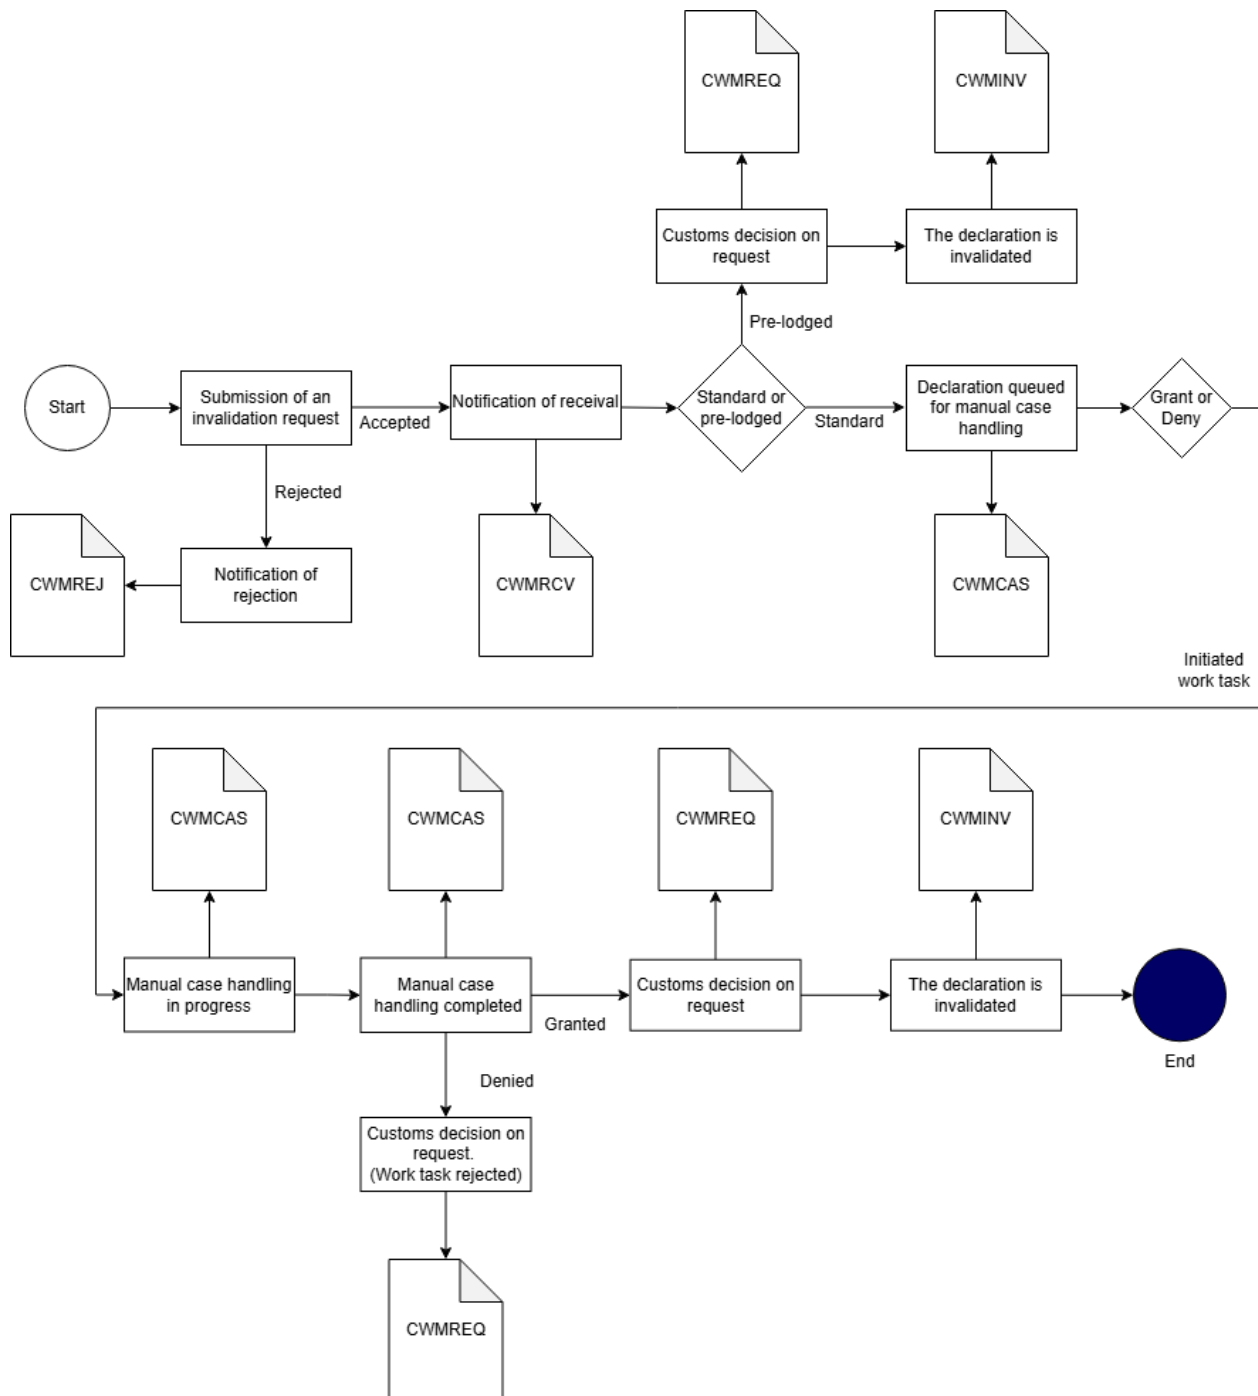 CWMREQ
CWMINV
Customs decision on
request
The declaration is
invalidated
Pre-lodged
Start
Submission of an
invalidation request
Accepted
Notification of receival
Standard or
pre-lodged
Standard
Declaration queued
for manual case
handling
Grant or
Deny
Rejected
CWMREJ
Notification of
rejection
CWMRCV
CWMCAS
Initiated
work task
CWMCAS
CWMCAS
CWMREQ
CWMINV
Manual case handling
in progress
Manual case
handling completed
Granted
Customs decision on
request
The declaration is
invalidated
End
Denied
Customs decision on
request.
(Work task rejected)
CWMREQ